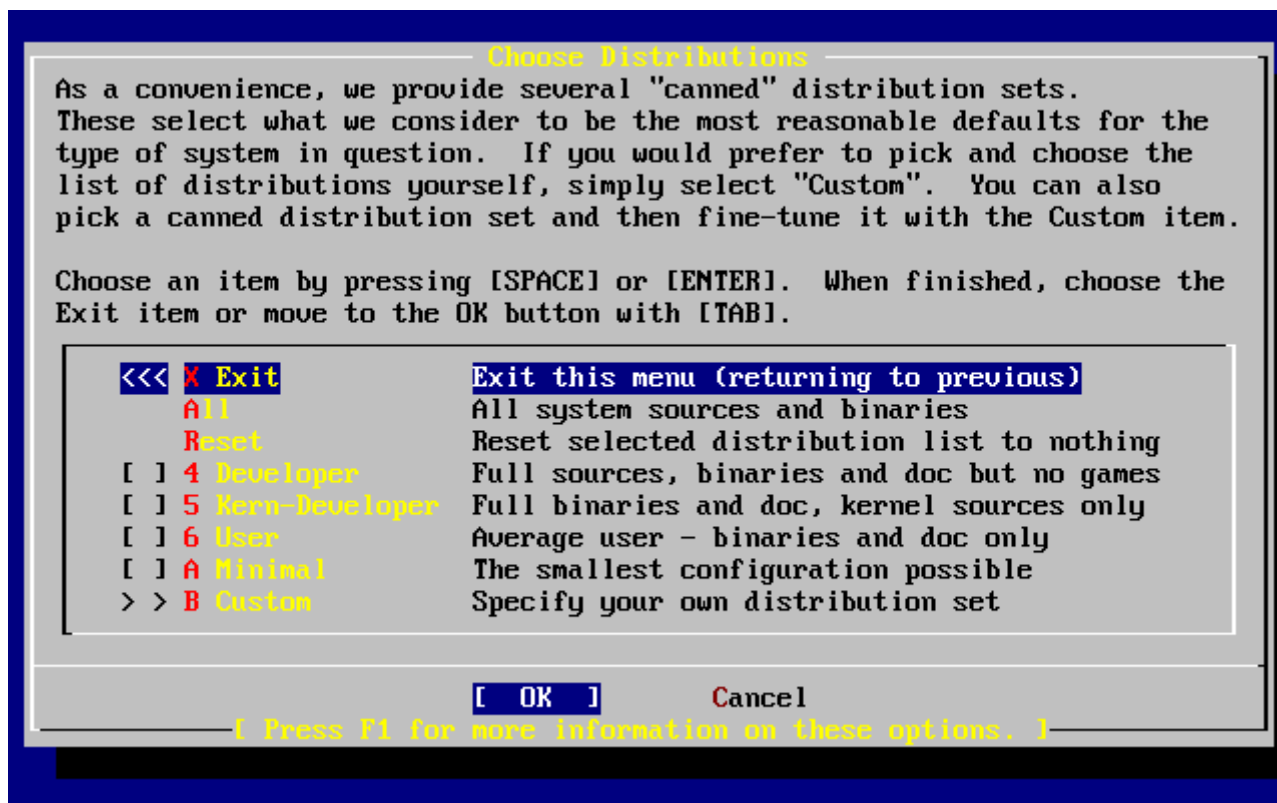 Choose Distributions
As a convenience, we provide several "canned" distribution sets.
These select what we consider to be the most reasonable defaults for the
type of system in question.  If you would prefer to pick and choose the
list of distributions yourself, simply select "Custom".  You can also
pick a canned distribution set and then fine-tune it with the Custom item.
Choose an item by pressing [SPACE] or [ENTER].  When finished, choose the
Exit item or move to the OK button with [TAB].
<<< X Exit Exit this menu (returning to previous)
All All system sources and binaries
Reset Reset selected distribution list to nothing
[ ] 4 Developer Full sources, binaries and doc but no games
[ ] 5 Kern-Developer Full binaries and doc, kernel sources only
[ ] 6 User Average user - binaries and doc only
[ ] A Minimal The smallest configuration possible
> > B Custom Specify your own distribution set
[ OK ] Cancel
[ Press F1 for more information on these options. ]